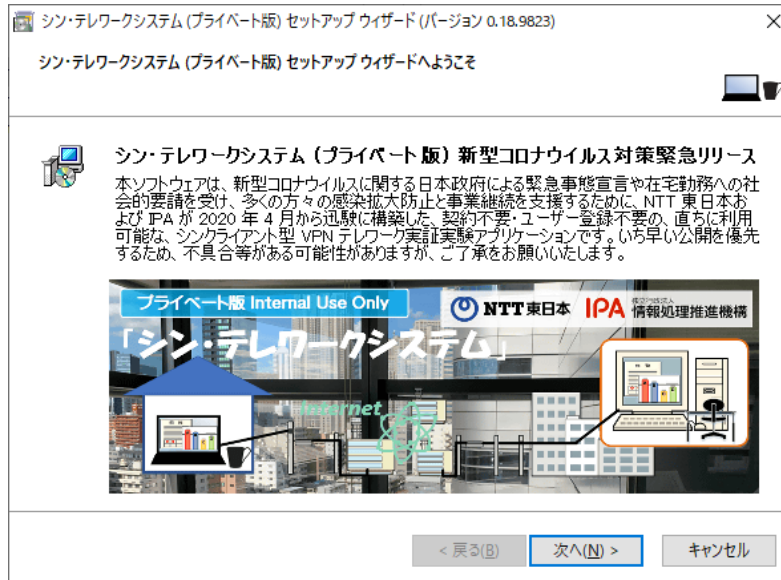 シン・テレワークシステム (プライベート版) セットアップ ウィザード (バージョン 0.18.9823)
シン・テレワークシステム (プライベート版) セットアップ ウィザードへようこそ
シン・テレワークシステム (プライベート版) 新型コロナウイルス対策緊急リリース
本ソフトウェアは、新型コロナウイルスに関する日本政府による緊急事態宣言や在宅勤務への社
会的要請を受け、多くの方々の感染拡大防止と事業継続を支援するために、NTT 東日本お
よび IPA が 2020 年 4 月から迅駛に構築した、契約不要・ユーザー登録不要の、直ちに利用
可能な、シンクライアント型 VPN テレワーク実証実験アプリケーションです。いち早い公開を優先
するため、不具合等がある可能性がありますが、ご了承をお願いいたします。
プライベート版 Internal Use Only
NTT東日本
IPA
独立行政法人
情報処理推進機構
「シン・テレワークシステム」
Internet
< 戻る(B)
次へ(N) >
キャンセル